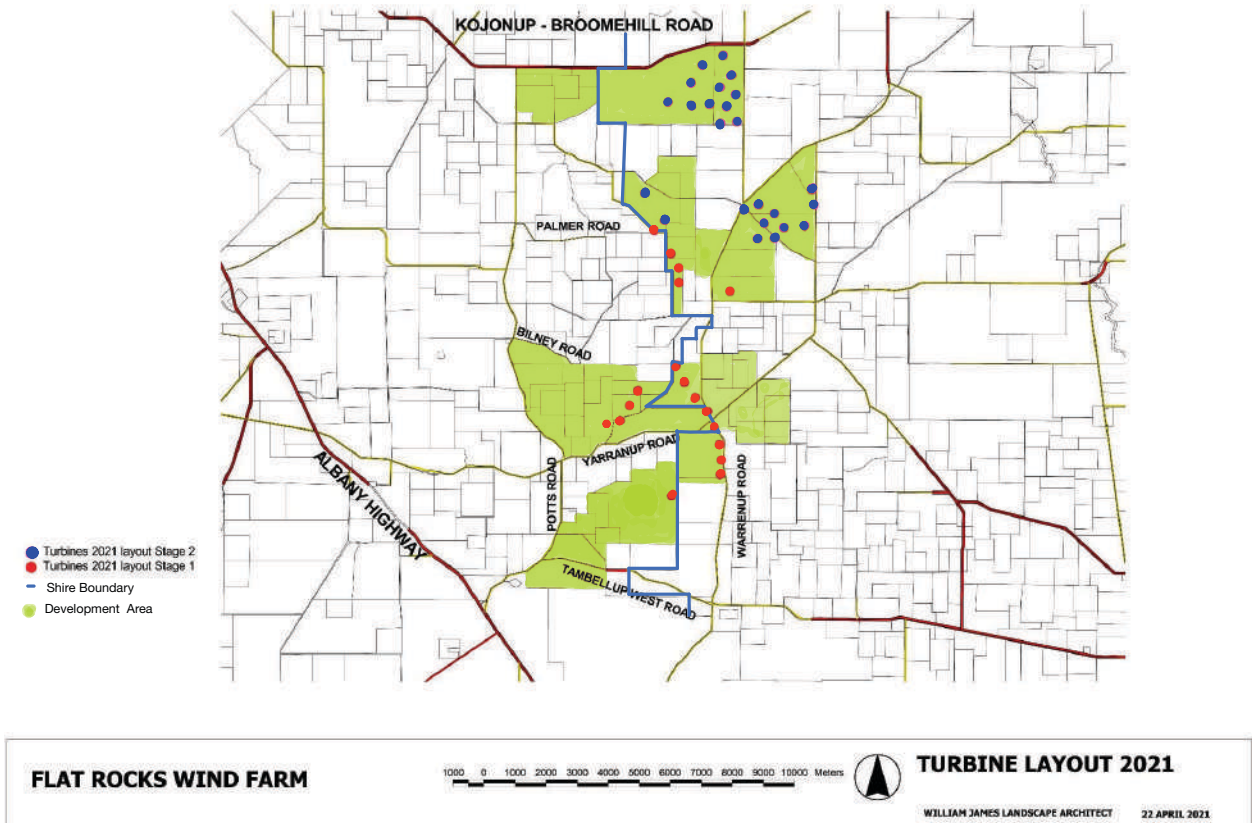 KOJONUP - BROOMEHILL ROAD
PALMER ROAD
BILNEY ROAD
YARRANUP ROAD
POTTS ROAD
WARRENUP ROAD
ALBANY HIGHWAY
TAMBELLUP WEST ROAD
Turbines 2021 layout Stage 2
Turbines 2021 layout Stage 1
Shire Boundary
Development Area
FLAT ROCKS WIND FARM
1000 0 1000 2000 3000 4000 5000 6000 7000 8000 9000 10000 Meters
TURBINE LAYOUT 2021
WILLIAM JAMES LANDSCAPE ARCHITECT 22 APRIL 2021